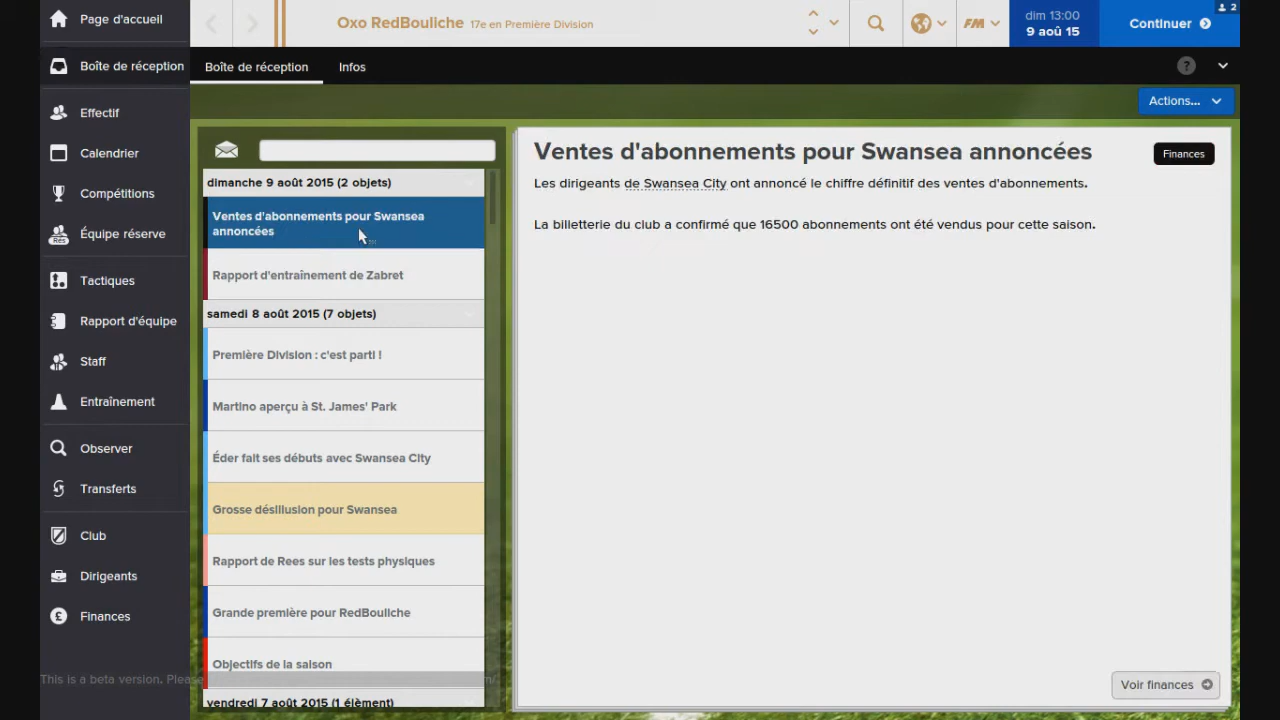 Page d'accueil
Boîte de réception
Effectif
Calendrier
Compétitions
Rés
Équipe réserve
Tactiques
Rapport d'équipe
Staff
Entraînement
Observer
Transferts
Club
Dirigeants
£
Finances
This is a beta version. Please
Oxo RedBouliche 17e en Première Division
FM
dim 13:00
9 aoû 15
Continuer
2
Boîte de réception
Infos
?
Actions...
dimanche 9 août 2015 (2 objets)
Ventes d'abonnements pour Swansea
annoncées
Rapport d'entraînement de Zabret
samedi 8 août 2015 (7 objets)
Première Division : c'est parti !
Martino aperçu à St. James' Park
Éder fait ses débuts avec Swansea City
Grosse désillusion pour Swansea
Rapport de Rees sur les tests physiques
Grande première pour RedBouliche
Objectifs de la saison
vendredi 7 août 2015 (1 élément)
Ventes d'abonnements pour Swansea annoncées
Finances
Les dirigeants de Swansea City ont annoncé le chiffre définitif des ventes d'abonnements.
La billetterie du club a confirmé que 16500 abonnements ont été vendus pour cette saison.
Voir finances